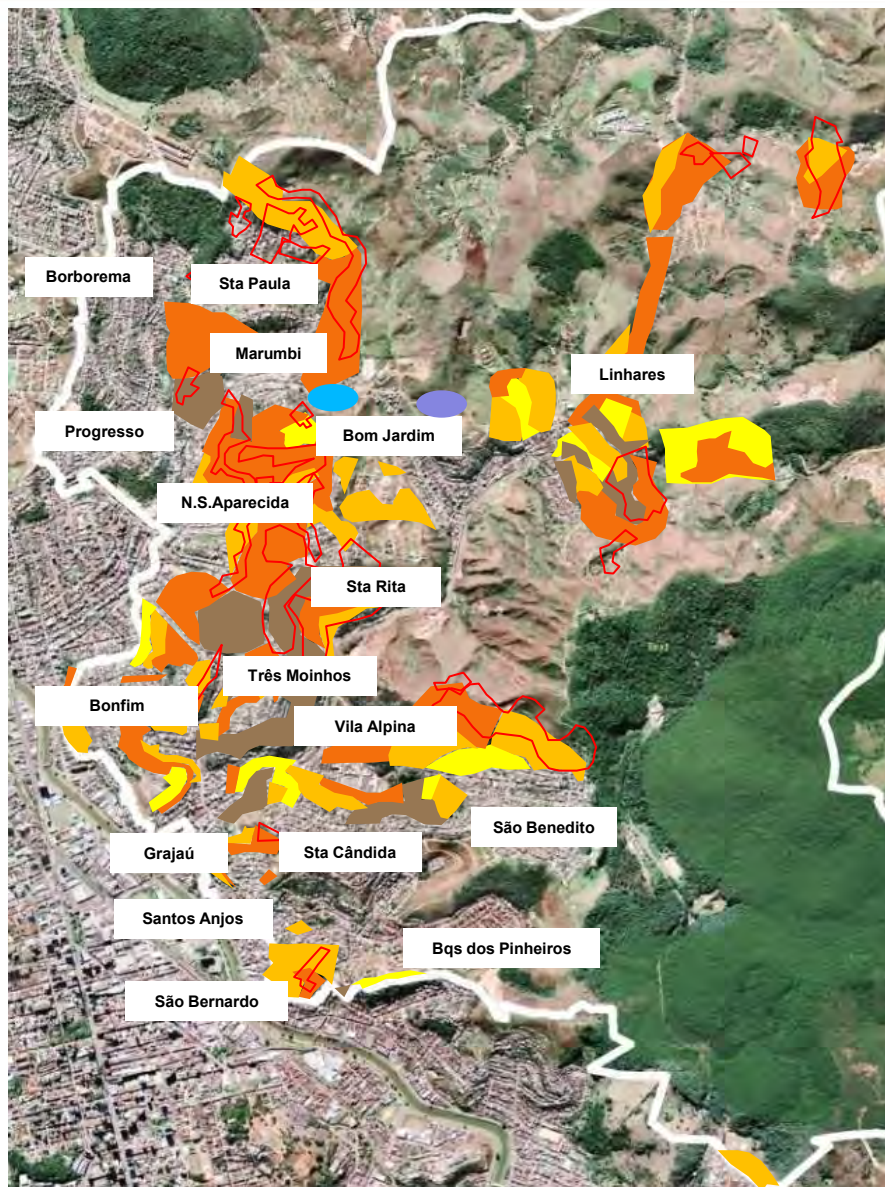 Borborema
Sta Paula
Marumbi
Linhares
Progresso
Bom Jardim
N.S.Aparecida
Sta Rita
Três Moinhos
Bonfim
Vila Alpina
São Benedito
Grajaú
Sta Cândida
Santos Anjos
Bqs dos Pinheiros
São Bernardo